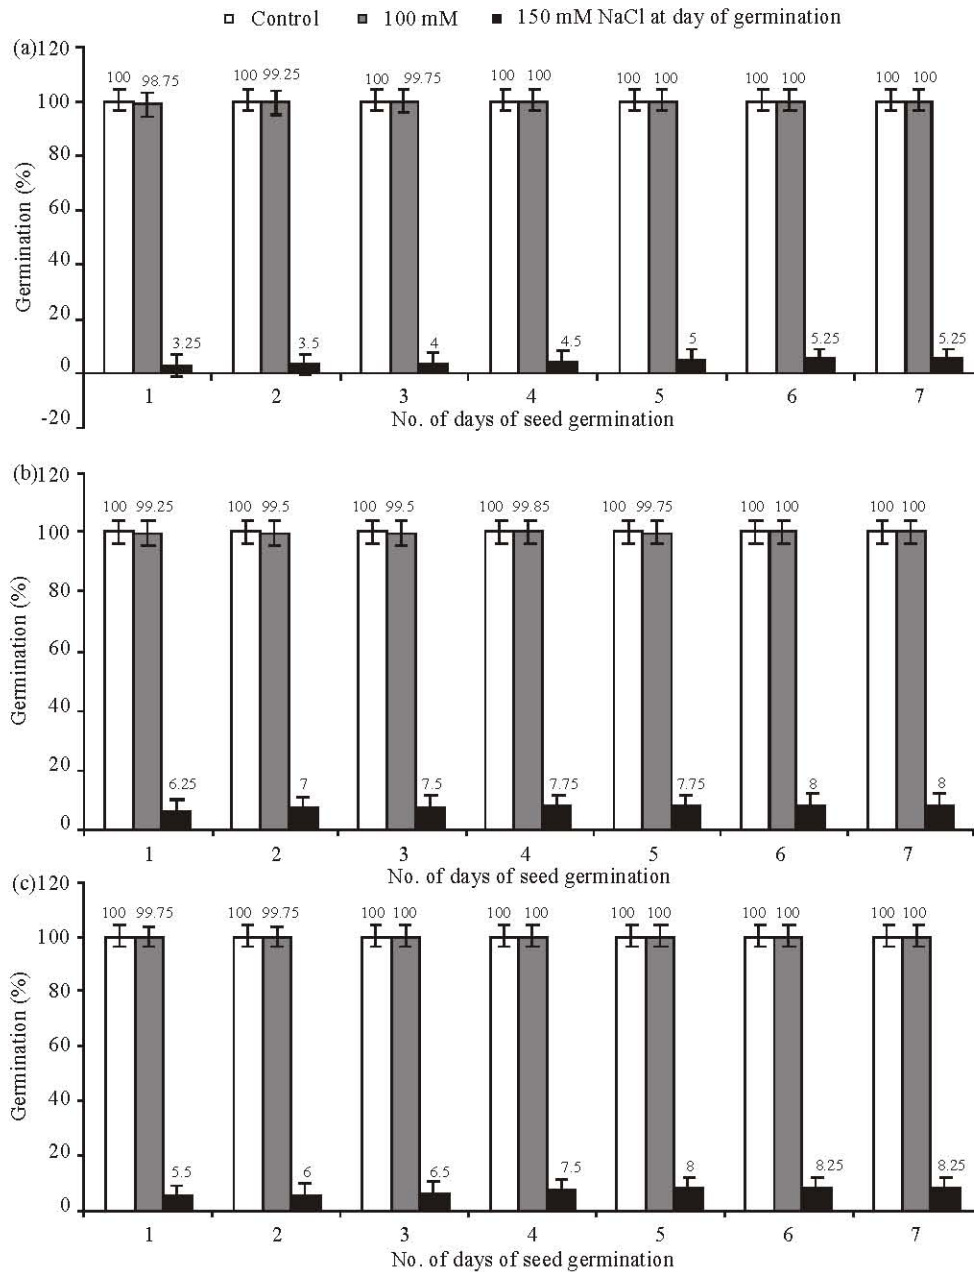 Control 100 mM 150 mM NaCl at day of germination
(a)
120
100 98.75 100 99.25 100 99.75 100 100 100 100 100 100 100 100
100
80
60
40
20
3.25 3.5 4 4.5 5 5.25 5.25
0
-20
Germination (%)
1 2 3 4 5 6 7
No. of days of seed germination
(b)
120
100 99.25 100 99.5 100 99.5 100 99.85 100 99.75 100 100 100 100
100
80
60
40
20
6.25 7 7.5 7.75 7.75 8 8
0
Germination (%)
1 2 3 4 5 6 7
No. of days of seed germination
(c)
120
100 99.75 100 99.75 100 100 100 100 100 100 100 100 100 100
100
80
60
40
20
5.5 6 6.5 7.5 8 8.25 8.25
0
Germination (%)
1 2 3 4 5 6 7
No. of days of seed germination